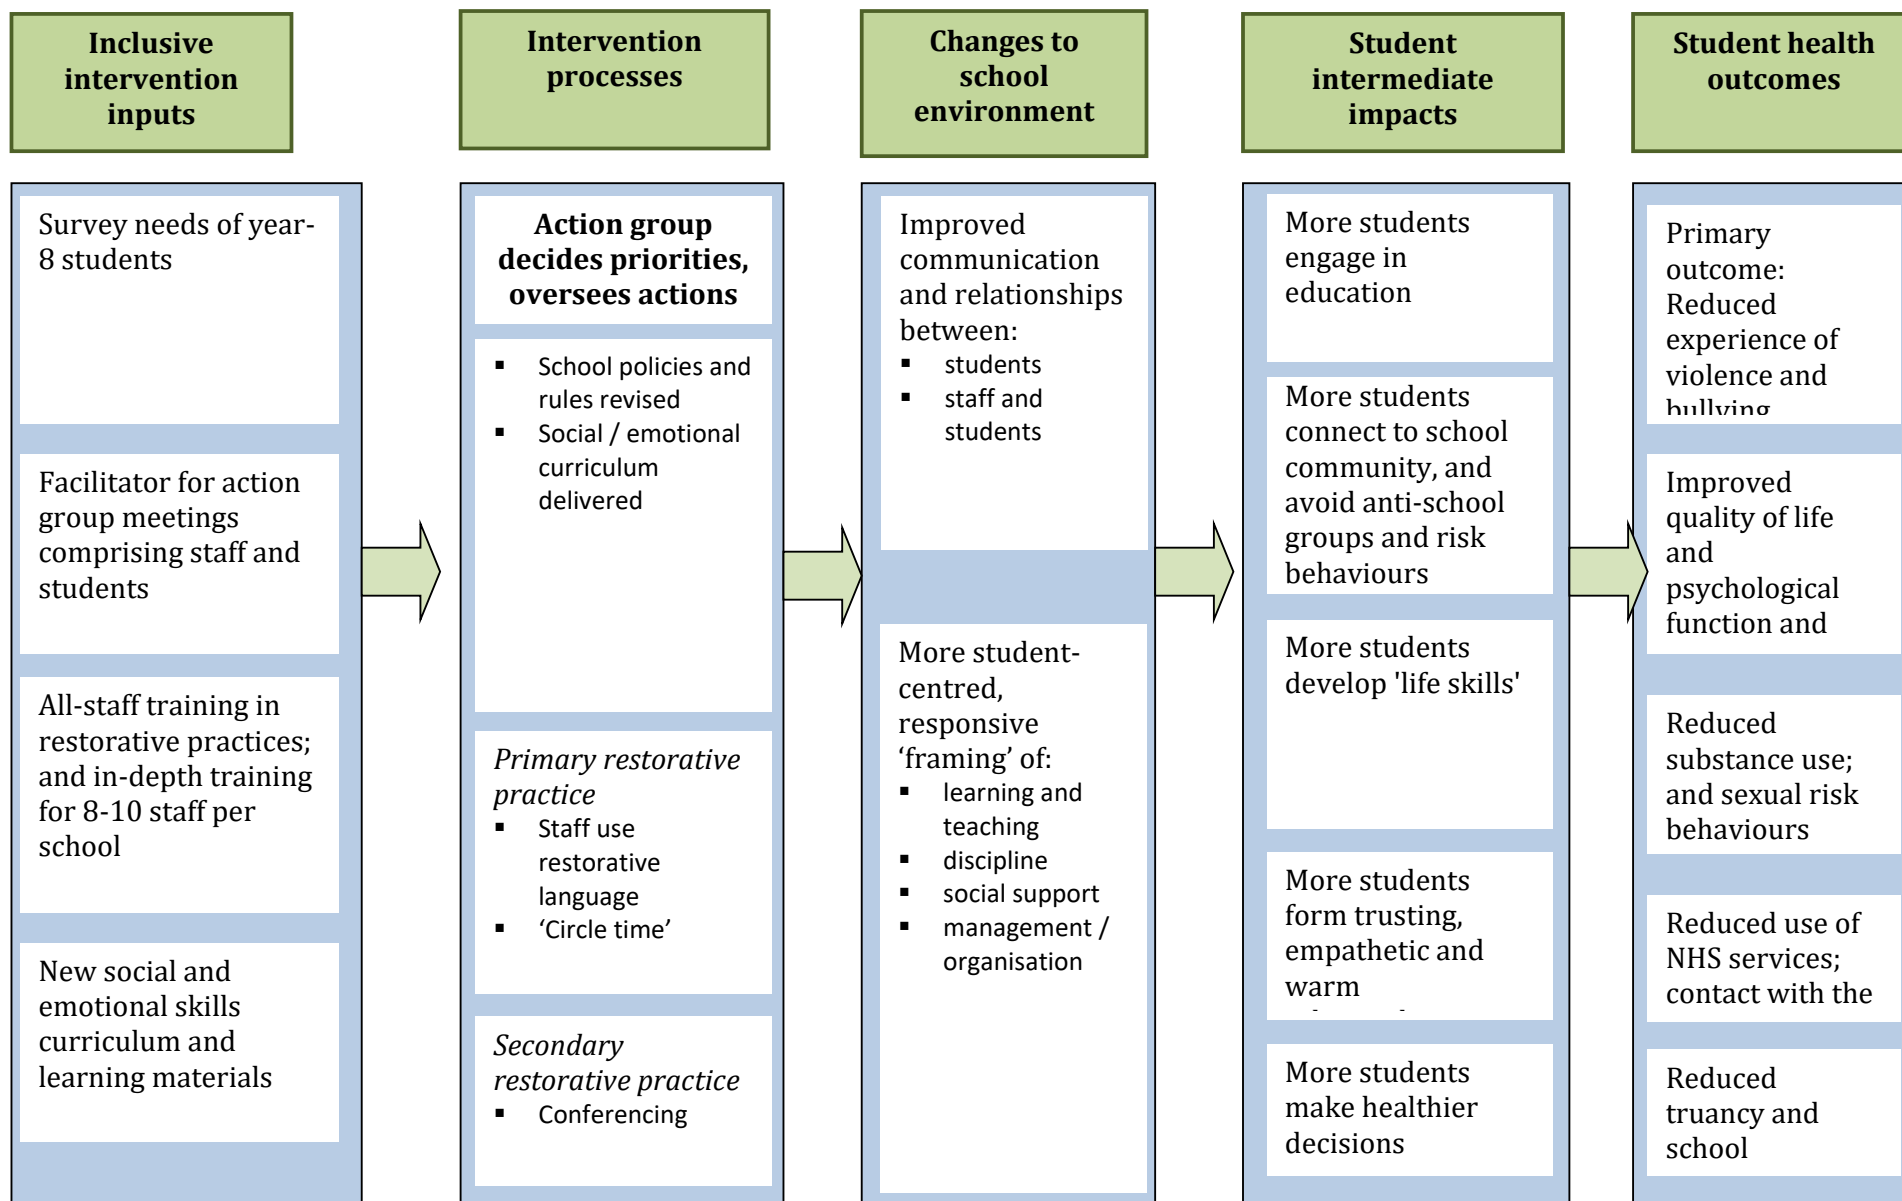 Inclusive
intervention
inputs
Survey needs of year-
8 students
Facilitator for action
group meetings
comprising staff and
students
All-staff training in
restorative practices;
and in-depth training
for 8-10 staff per
school
New social and
emotional skills
curriculum and
learning materials
Intervention
processes
Action group
decides priorities,
oversees actions
▪ School policies and
rules revised
▪ Social / emotional
curriculum
delivered
Primary restorative
practice
▪ Staff use
restorative
language
▪ ‘Circle time’
Secondary
restorative practice
▪ Conferencing
Changes to
school
environment
Improved
communication
and relationships
between:
▪ students
▪ staff and
students
More student-
centred,
responsive
‘framing’ of:
▪ learning and
teaching
▪ discipline
▪ social support
▪ management /
organisation
Student
intermediate
impacts
More students
engage in
education
More students
connect to school
community, and
avoid anti-school
groups and risk
behaviours
More students
develop 'life skills'
More students
form trusting,
empathetic and
warm
More students
make healthier
decisions
Student health
outcomes
Primary
outcome:
Reduced
experience of
violence and
bullying
Improved
quality of life
and
psychological
function and
Reduced
substance use;
and sexual risk
behaviours
Reduced use of
NHS services;
contact with the
Reduced
truancy and
school